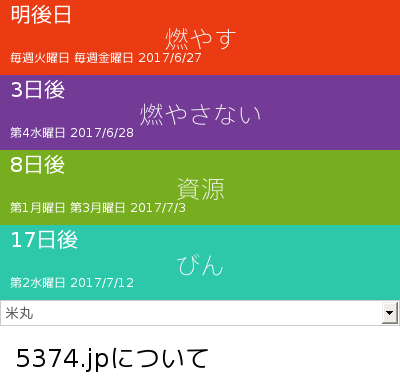 明後日
燃やす
毎週火曜日 毎週金曜日 2017/6/27
3日後
燃やさない
第4水曜日 2017/6/28
8日後
資源
第1月曜日 第3月曜日 2017/7/3
17日後
びん
第2水曜日 2017/7/12
米丸
5374.jpについて